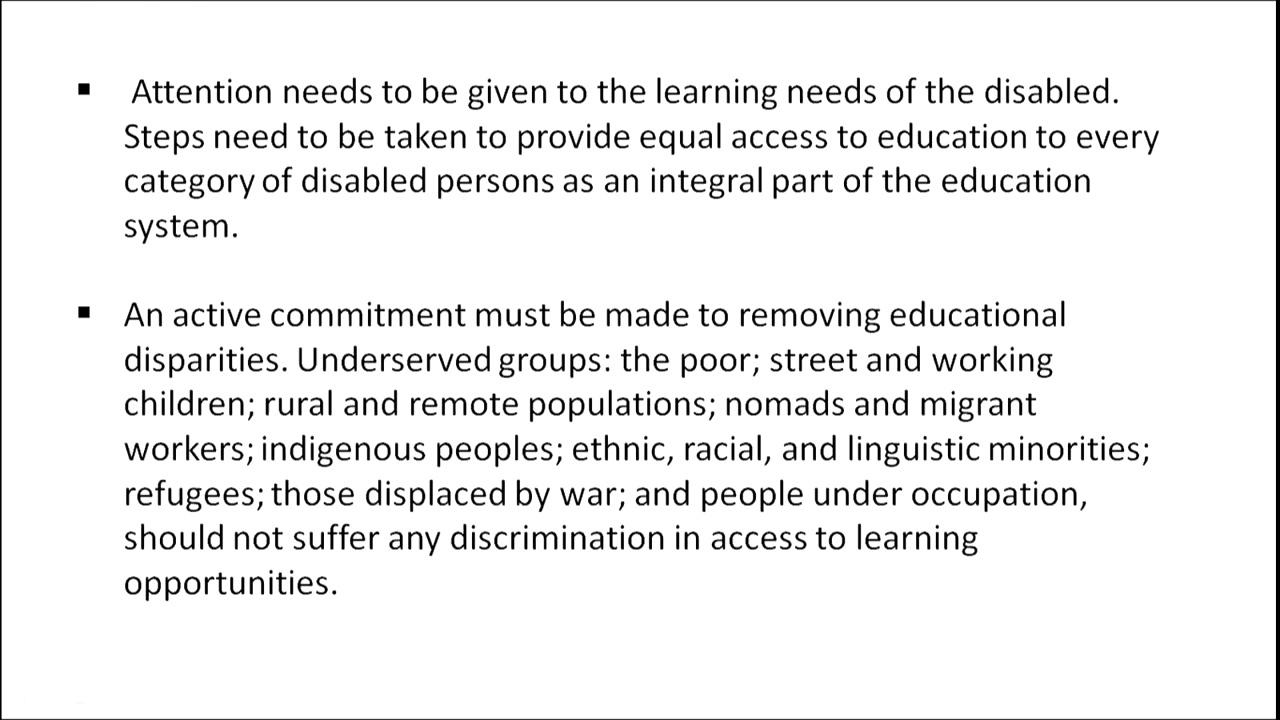 ▪ Attention needs to be given to the learning needs of the disabled.
Steps need to be taken to provide equal access to education to every
category of disabled persons as an integral part of the education
system.
▪ An active commitment must be made to removing educational
disparities. Underserved groups: the poor; street and working
children; rural and remote populations; nomads and migrant
workers; indigenous peoples; ethnic, racial, and linguistic minorities;
refugees; those displaced by war; and people under occupation,
should not suffer any discrimination in access to learning
opportunities.